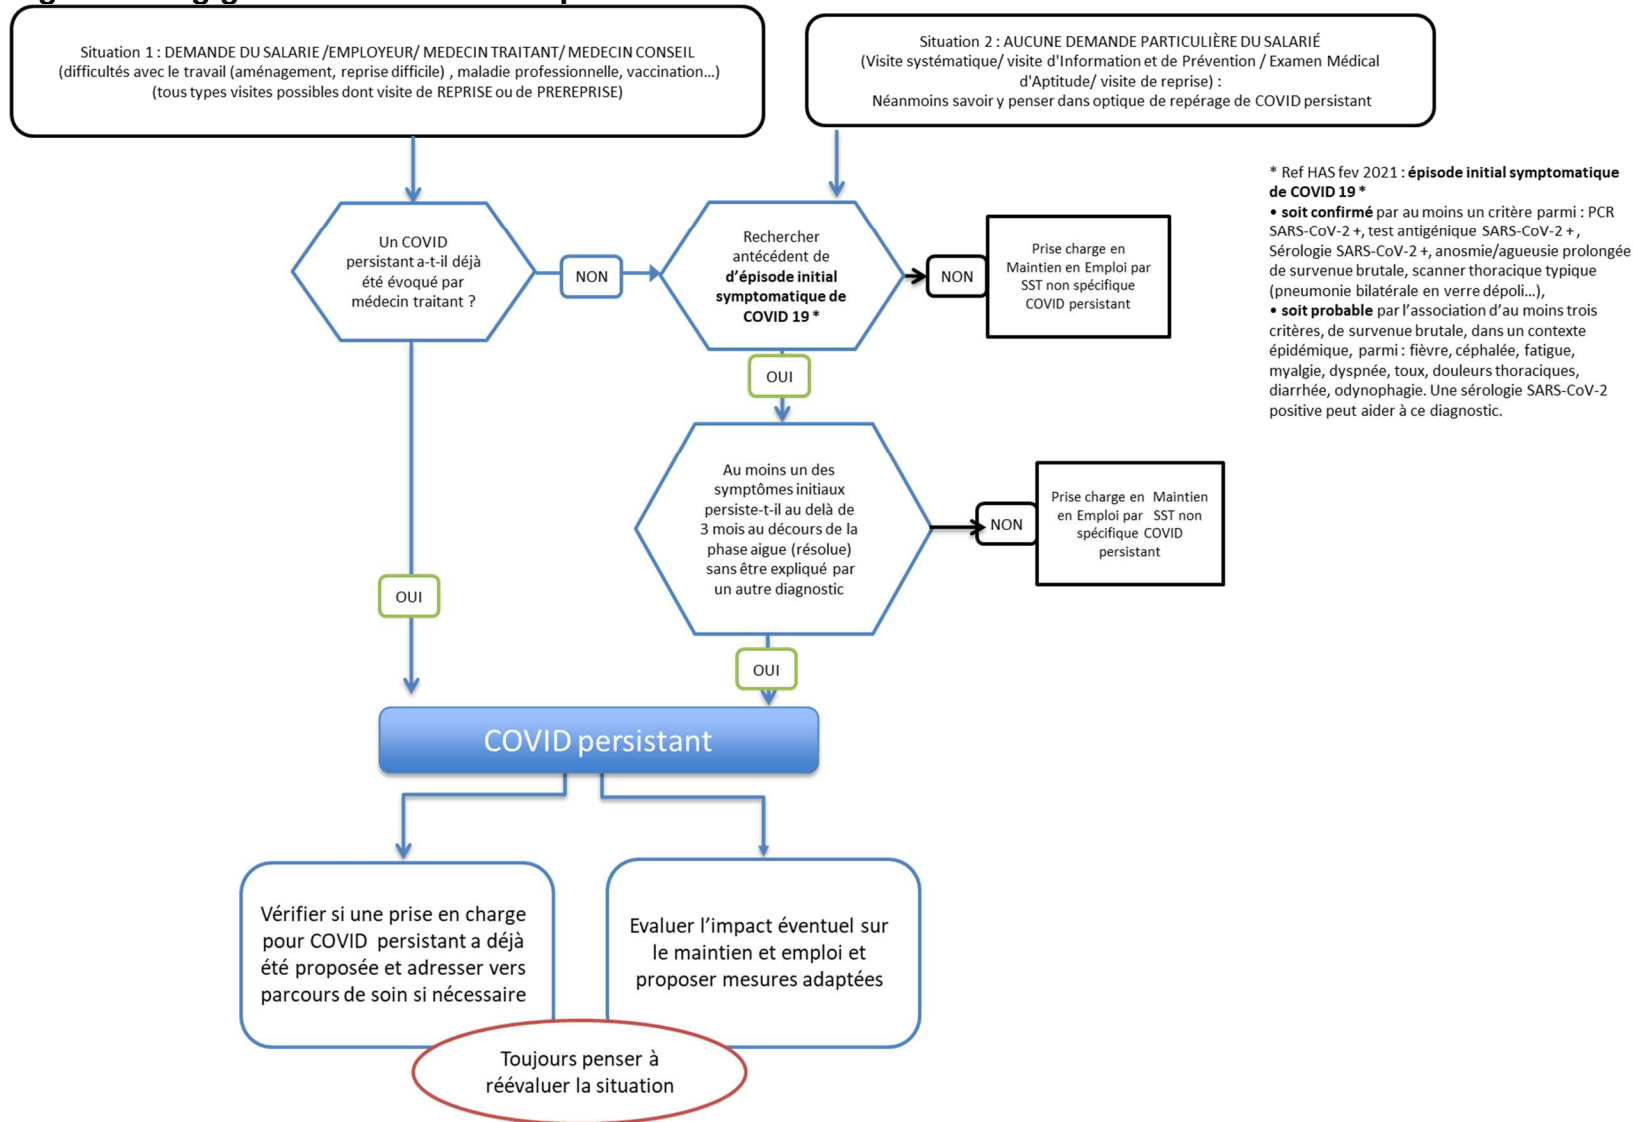 Situation 1 : DEMANDE DU SALARIE /EMPLOYEUR/ MEDECIN TRAITANT/ MEDECIN CONSEIL
(difficultés avec le travail (aménagement, reprise difficile) , maladie professionnelle, vaccination...)
(tous types visites possibles dont visite de REPRISE ou de PREREPRISE)
Situation 2 : AUCUNE DEMANDE PARTICULIÈRE DU SALARIÉ
(Visite systématique/ visite d'Information et de Prévention / Examen Médical
d'Aptitude/ visite de reprise) :
Néanmoins savoir y penser dans optique de repérage de COVID persistant
* Ref HAS fev 2021 : épisode initial symptomatique
de COVID 19 *
• soit confirmé par au moins un critère parmi : PCR
SARS-CoV-2 +, test antigénique SARS-CoV-2 + ,
Sérologie SARS-CoV-2 +, anosmie/agueusie prolongée
de survenue brutale, scanner thoracique typique
(pneumonie bilatérale en verre dépoli...),
• soit probable par l'association d'au moins trois
critères, de survenue brutale, dans un contexte
épidémique, parmi : fièvre, céphalée, fatigue,
myalgie, dyspnée, toux, douleurs thoraciques,
diarrhée, odynophagie. Une sérologie SARS-CoV-2
positive peut aider à ce diagnostic.
Un COVID
persistant a-t-il déjà
été évoqué par
médecin traitant ?
NON
Rechercher
antécédent de
d'épisode initial
symptomatique de
COVID 19 *
NON
Prise charge en
Maintien en Emploi par
SST non spécifique
COVID persistant
OUI
Au moins un des
symptômes initiaux
persiste-t-il au delà de
3 mois au décours de la
phase aigue (résolue)
sans être expliqué par
un autre diagnostic
NON
Prise charge en Maintien
en Emploi par SST non
spécifique COVID
persistant
OUI
OUI
COVID persistant
Vérifier si une prise en charge
pour COVID persistant a déjà
été proposée et adresser vers
parcours de soin si nécessaire
Evaluer l'impact éventuel sur
le maintien et emploi et
proposer mesures adaptées
Toujours penser à
réévaluer la situation